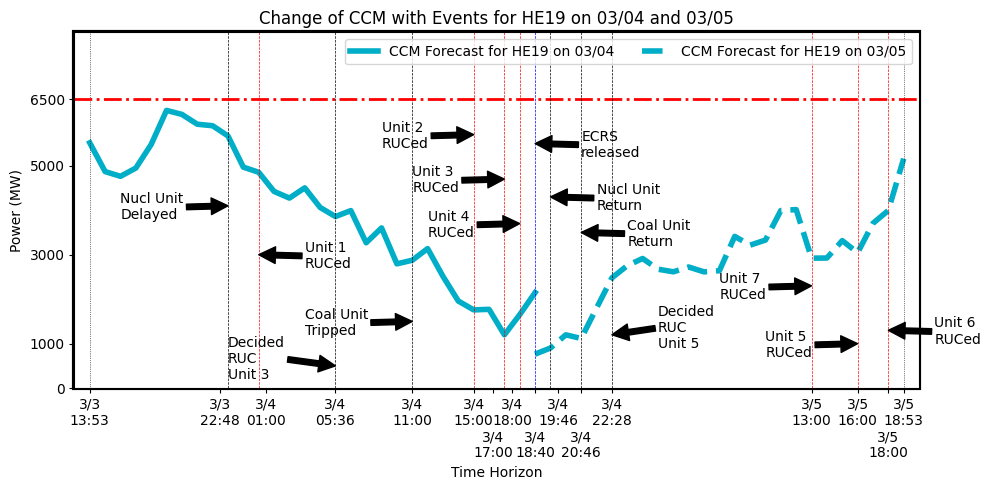 Change of CCM with Events for HE19 on 03/04 and 03/05
CCM Forecast for HE19 on 03/04
CCM Forecast for HE19 on 03/05
Power (MW)
6500
5000
3000
1000
0
Unit 2
RUCed
ECRS
released
Unit 3
RUCed
Nucl Unit
Delayed
Nucl Unit
Return
Unit 4
RUCed
Coal Unit
Return
Unit 1
RUCed
Unit 7
RUCed
Coal Unit
Tripped
Decided
RUC
Unit 5
Decided
RUC
Unit 3
Unit 5
RUCed
Unit 6
RUCed
3/3
13:53
3/3
22:48
3/4
01:00
3/4
05:36
3/4
11:00
3/4
15:00
3/4
17:00
3/4
18:00
3/4
18:40
3/4
19:46
3/4
20:46
3/4
22:28
3/5
13:00
3/5
16:00
3/5
18:00
3/5
18:53
Time Horizon